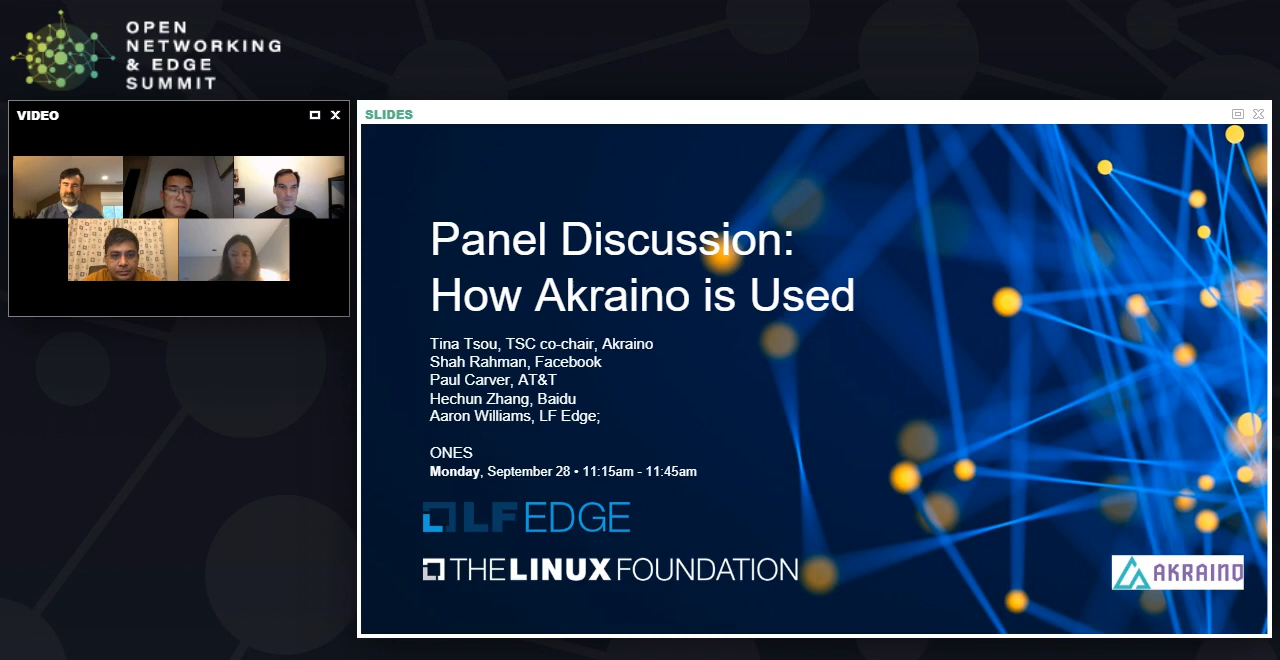 OPEN
NETWORKING
& EDGE
SUMMIT
VIDEO
SLIDES
Panel Discussion:
How Akraino is Used
Tina Tsou, TSC co-chair, Akraino
Shah Rahman, Facebook
Paul Carver, AT&T
Hechun Zhang, Baidu
Aaron Williams, LF Edge;
ONES
Monday, September 28 • 11:15am - 11:45am
LF EDGE
THE LINUX FOUNDATION
AKRAINO